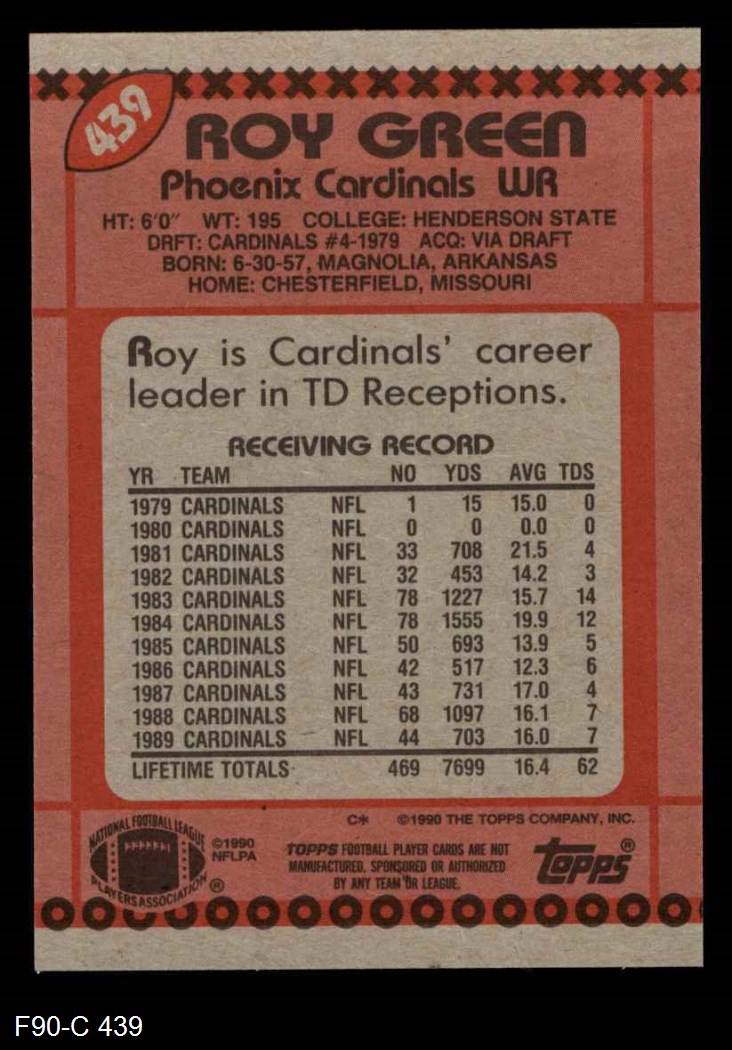 439
ROY GREEN
Phoenix Cardinals WR
HT: 6'0" WT: 195 COLLEGE: HENDERSON STATE
DRFT: CARDINALS #4-1979 ACQ: VIA DRAFT
BORN: 6-30-57, MAGNOLIA, ARKANSAS
HOME: CHESTERFIELD, MISSOURI
Roy is Cardinals' career
leader in TD Receptions.
RECEIVING RECORD
YR TEAM NO YDS AVG TDS
1979 CARDINALS NFL 1 15 15.0 0
1980 CARDINALS NFL 0 0 0.0 0
1981 CARDINALS NFL 33 708 21.5 4
1982 CARDINALS NFL 32 453 14.2 3
1983 CARDINALS NFL 78 1227 15.7 14
1984 CARDINALS NFL 78 1555 19.9 12
1985 CARDINALS NFL 50 693 13.9 5
1986 CARDINALS NFL 42 517 12.3 6
1987 CARDINALS NFL 43 731 17.0 4
1988 CARDINALS NFL 68 1097 16.1 7
1989 CARDINALS NFL 44 703 16.0 7
LIFETIME TOTALS 469 7699 16.4 62
C* ©1990 THE TOPPS COMPANY, INC.
NATIONAL FOOTBALL LEAGUE
PLAYERS ASSOCIATION ®
©1990
NFLPA
TOPPS FOOTBALL PLAYER CARDS ARE NOT
MANUFACTURED, SPONSORED OR AUTHORIZED
BY ANY TEAM OR LEAGUE.
topps®
F90-C 439